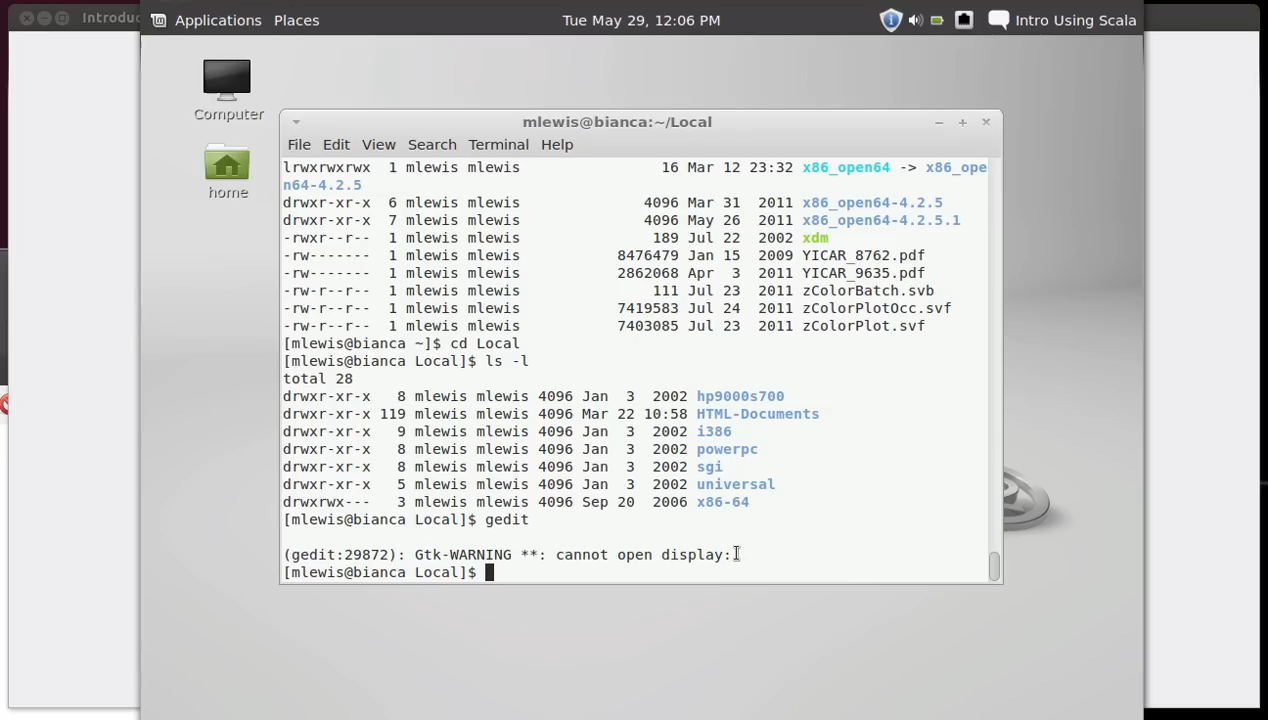 Introduc
Applications Places Tue May 29, 12:06 PM Intro Using Scala
Computer
home
mlewis@bianca:~/Local
File Edit View Search Terminal Help
lrwxrwxrwx 1 mlewis mlewis 16 Mar 12 23:32 x86_open64 -> x86_ope
n64-4.2.5
drwxr-xr-x 6 mlewis mlewis 4096 Mar 31 2011 x86_open64-4.2.5
drwxr-xr-x 7 mlewis mlewis 4096 May 26 2011 x86_open64-4.2.5.1
-rwxr--r-- 1 mlewis mlewis 189 Jul 22 2002 xdm
-rw------- 1 mlewis mlewis 8476479 Jan 15 2009 YICAR_8762.pdf
-rw------- 1 mlewis mlewis 2862068 Apr 3 2011 YICAR_9635.pdf
-rw-r--r-- 1 mlewis mlewis 111 Jul 23 2011 zColorBatch.svb
-rw-r--r-- 1 mlewis mlewis 7419583 Jul 24 2011 zColorPlotOcc.svf
-rw-r--r-- 1 mlewis mlewis 7403085 Jul 23 2011 zColorPlot.svf
[mlewis@bianca ~]$ cd Local
[mlewis@bianca Local]$ ls -l
total 28
drwxr-xr-x 8 mlewis mlewis 4096 Jan 3 2002 hp9000s700
drwxr-xr-x 119 mlewis mlewis 4096 Mar 22 10:58 HTML-Documents
drwxr-xr-x 9 mlewis mlewis 4096 Jan 3 2002 i386
drwxr-xr-x 8 mlewis mlewis 4096 Jan 3 2002 powerpc
drwxr-xr-x 8 mlewis mlewis 4096 Jan 3 2002 sgi
drwxr-xr-x 5 mlewis mlewis 4096 Jan 3 2002 universal
drwxrwx--- 3 mlewis mlewis 4096 Sep 20 2006 x86-64
[mlewis@bianca Local]$ gedit
(gedit:29872): Gtk-WARNING **: cannot open display:
[mlewis@bianca Local]$